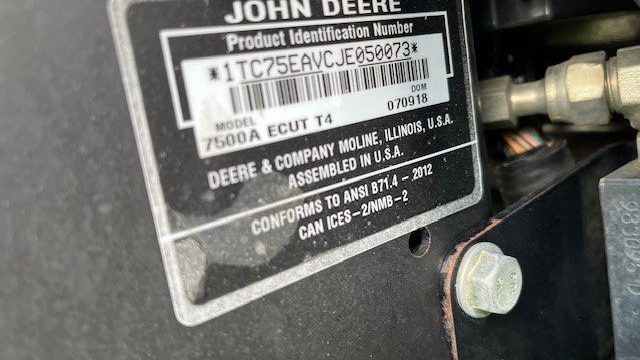 JOHN DEERE
Product Identification Number
*1TC75EAVCJE050073*
MODEL DOM
7500A ECUT T4 070918
DEERE & COMPANY MOLINE, ILLINOIS, U.S.A.
ASSEMBLED IN U.S.A.
CONFORMS TO ANSI B71.4 - 2012
CAN ICES-2/NMB-2